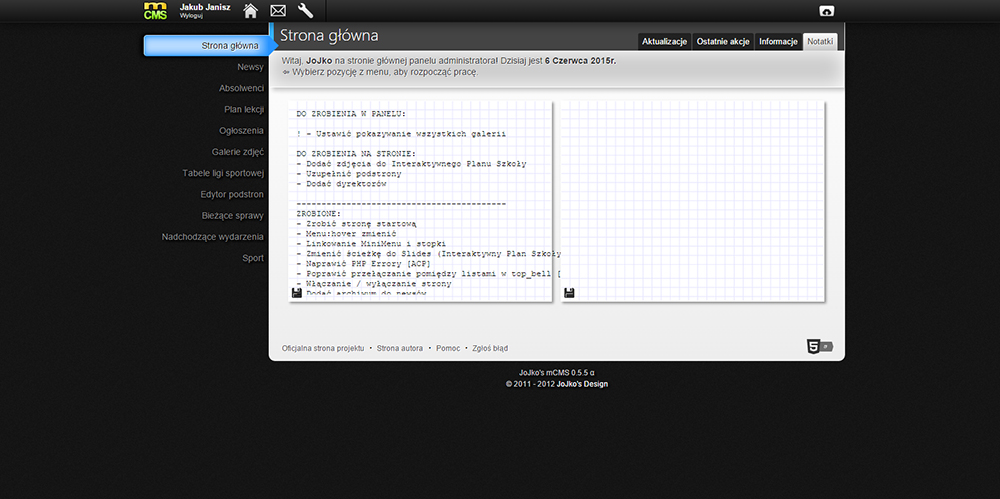 m
CMS
Jakub Janisz
Wyloguj
Strona główna
Newsy
Absolwenci
Plan lekcji
Ogłoszenia
Galerie zdjęć
Tabele ligi sportowej
Edytor podstron
Bieżące sprawy
Nadchodzące wydarzenia
Sport
Strona główna
Aktualizacje
Ostatnie akcje
Informacje
Notatki
Witaj, JoJko na stronie głównej panelu administratora! Dzisiaj jest 6 Czerwca 2015r.
⇦ Wybierz pozycję z menu, aby rozpocząć pracę.
DO ZROBIENIA W PANELU:
! - Ustawić pokazywanie wszystkich galerii
DO ZROBIENIA NA STRONIE:
- Dodać zdjęcia do Interaktywnego Planu Szkoły
- Uzupełnić podstrony
- Dodać dyrektorów
------------------------------------------
ZROBIONE:
- Zrobić stronę startową
- Menu:hover zmienić
- Linkowanie MiniMenu i stopki
- Zmienić ścieżkę do Slides (Interaktywny Plan Szkoły
- Naprawić PHP Errory [ACP]
- Poprawić przełączanie pomiędzy listami w top_bell [
- Włączanie / wyłączanie strony
- Dodać archiwum do newsów
Oficjalna strona projektu • Strona autora • Pomoc • Zgłoś błąd
5
JoJko's mCMS 0.5.5 α
© 2011 - 2012 JoJko's Design